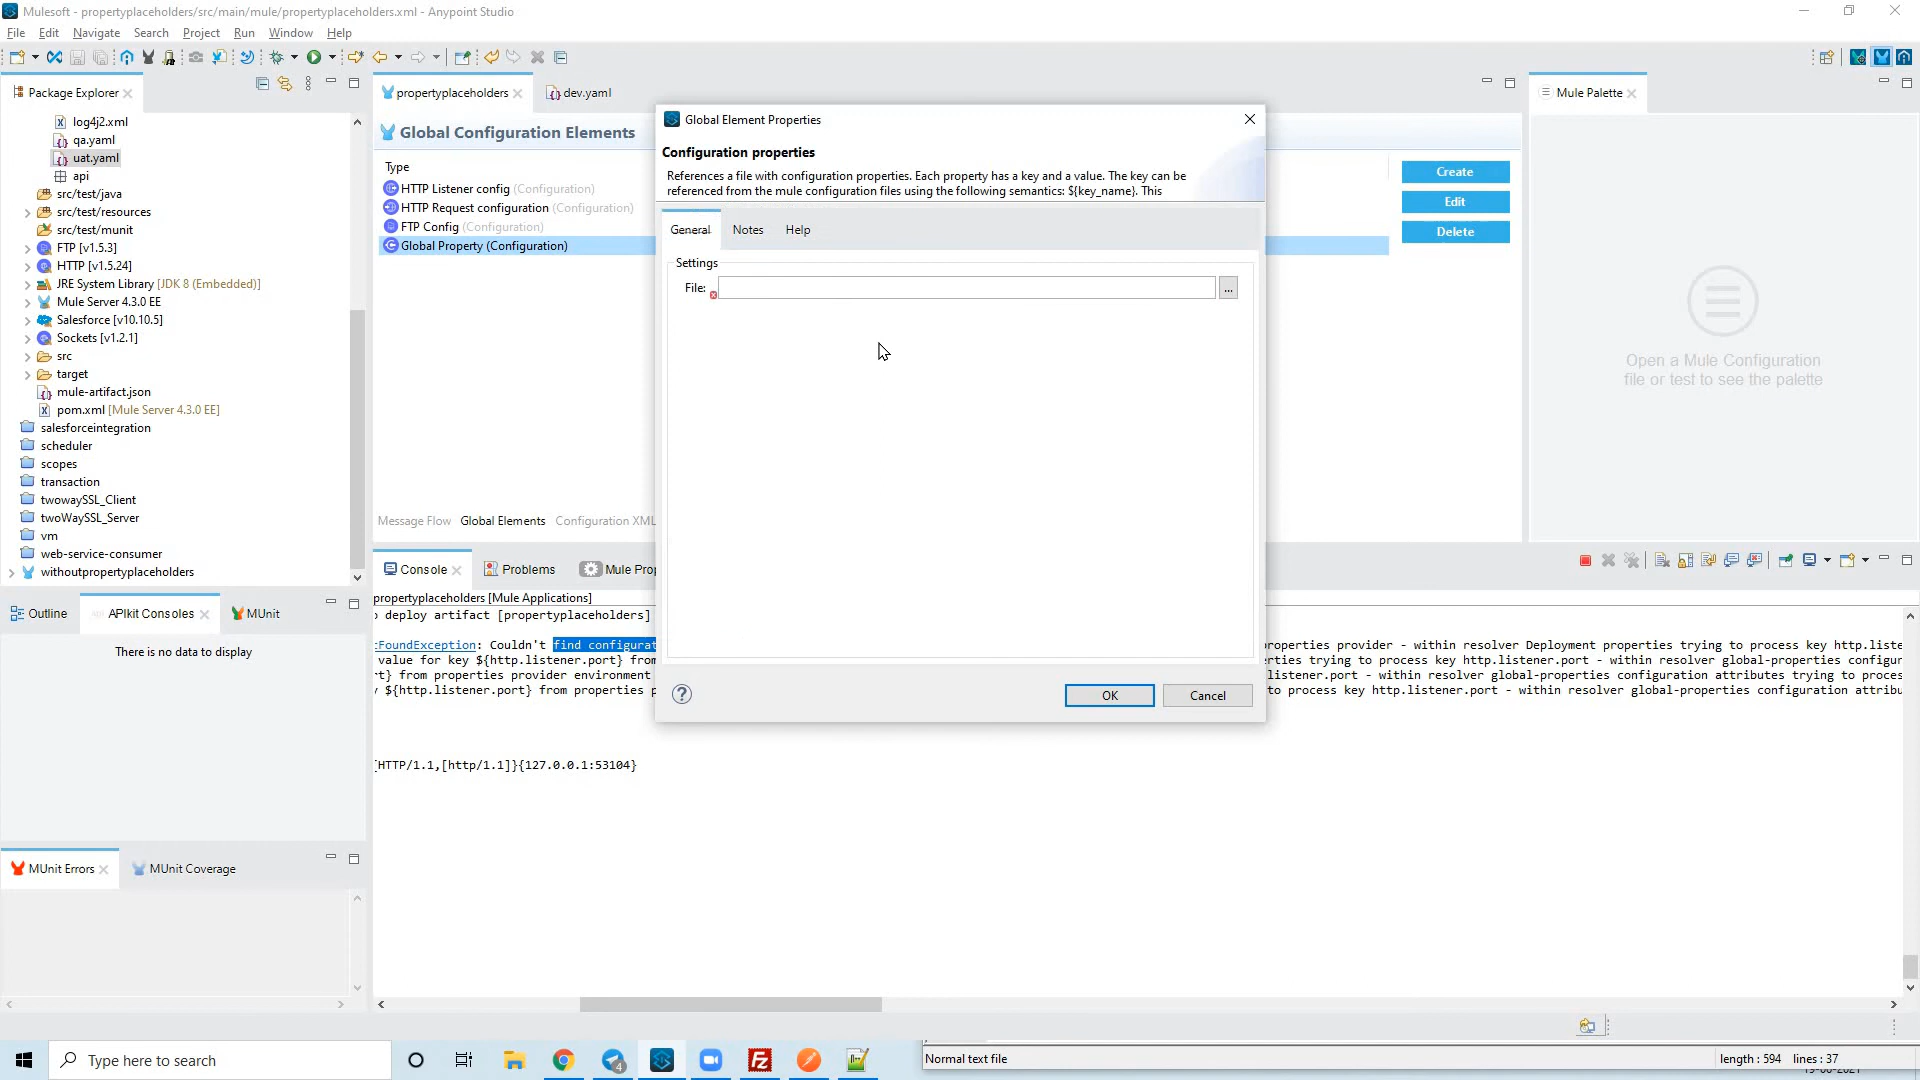 Mulesoft - propertyplaceholders/src/main/mule/propertyplaceholders.xml - Anypoint Studio
File Edit Navigate Search Project Run Window Help
Package Explorer
log4j2.xml
qa.yaml
uat.yaml
api
src/test/java
src/test/resources
src/test/munit
FTP [v1.5.3]
HTTP [v1.5.24]
JRE System Library [JDK 8 (Embedded)]
Mule Server 4.3.0 EE
Salesforce [v10.10.5]
Sockets [v1.2.1]
src
target
mule-artifact.json
pom.xml [Mule Server 4.3.0 EE]
salesforceintegration
scheduler
scopes
transaction
twowaySSL_Client
twoWaySSL_Server
vm
web-service-consumer
withoutpropertyplaceholders
propertyplaceholders
dev.yaml
Global Configuration Elements
Type
HTTP Listener config (Configuration)
HTTP Request configuration (Configuration)
FTP Config (Configuration)
Global Property (Configuration)
Create
Edit
Delete
Message Flow Global Elements Configuration XML
Global Element Properties
Configuration properties
References a file with configuration properties. Each property has a key and a value. The key can be
referenced from the mule configuration files using the following semantics: ${key_name}. This
General Notes Help
Settings
File:
...
OK
Cancel
Mule Palette
Open a Mule Configuration
file or test to see the palette
Outline
APIkit Consoles
MUnit
There is no data to display
MUnit Errors
MUnit Coverage
Console
Problems
Mule Prop
propertyplaceholders [Mule Applications]
o deploy artifact [propertyplaceholders]
:FoundException: Couldn't find configurat
roperties provider - within resolver Deployment properties trying to process key http.liste
value for key ${http.listener.port} from
rties trying to process key http.listener.port - within resolver global-properties configur
rt} from properties provider environment
listener.port - within resolver global-properties configuration attributes trying to proces
y ${http.listener.port} from properties p
to process key http.listener.port - within resolver global-properties configuration attribu
[HTTP/1.1,[http/1.1]}{127.0.0.1:53104}
Type here to search
4
Normal text file
length : 594 lines : 37